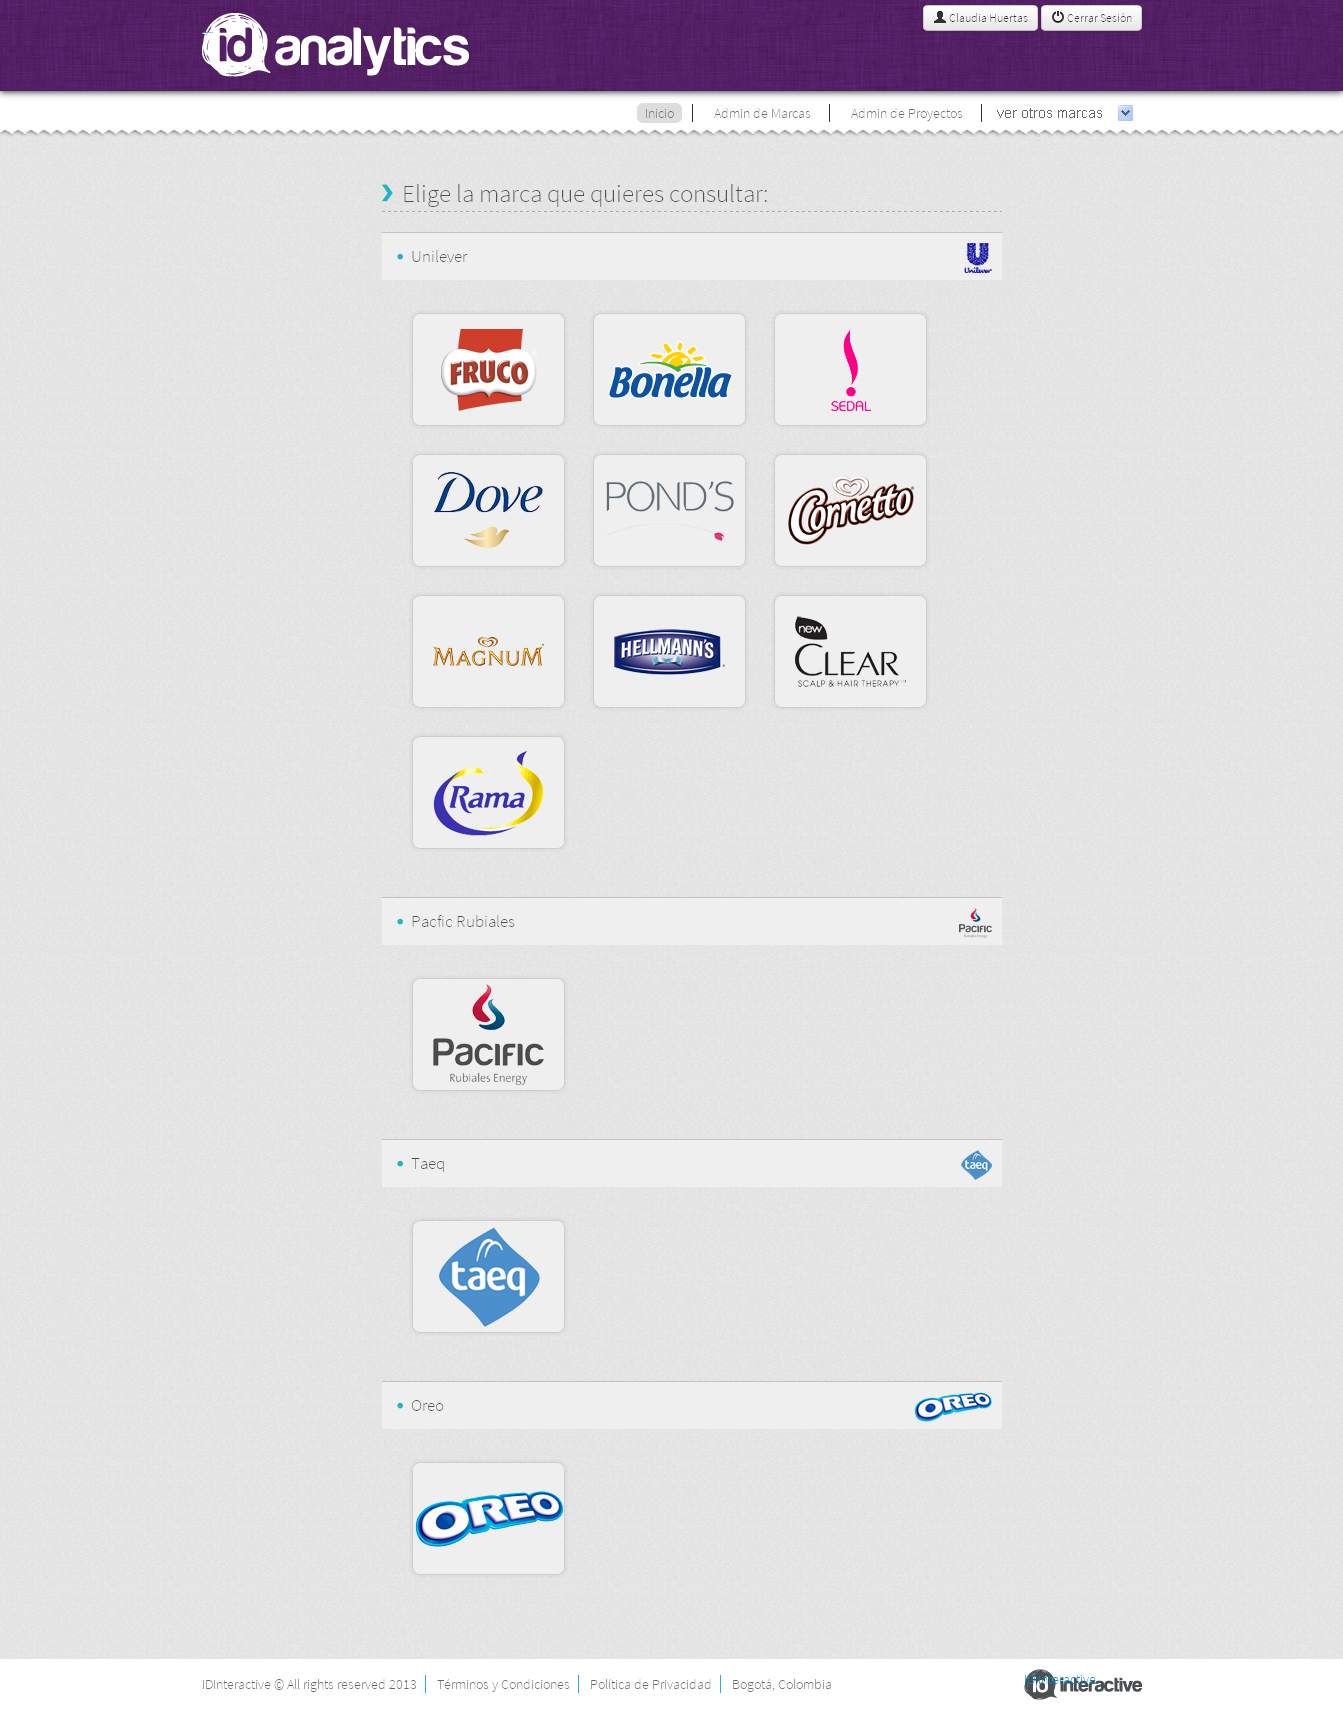 id analytics
Claudia Huertas
Cerrar Sesión
Inicio
Admin de Marcas
Admin de Proyectos
ver otros marcas
Elige la marca que quieres consultar:
Unilever
Unilever
FRUCO
Bonella
SEDAL
Dove
POND'S
Cornetto
MAGNUM
HELLMANN'S
new
CLEAR
SCALP & HAIR THERAPY™
Rama
Pacfic Rubiales
PACIFIC
Rubiales Energy
PACIFIC
Rubiales Energy
Taeq
taeq
taeq
Oreo
OREO
OREO
IDInteractive © All rights reserved 2013
Términos y Condiciones
Política de Privacidad
Bogotá, Colombia
id interactive